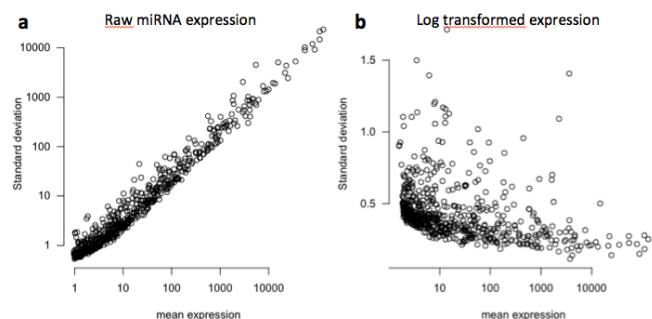 a Raw miRNA expression
b Log transformed expression
10000
1000
100
10
1
Standard deviation
1 10 100 1000 10000
mean expression
1.5
1.0
0.5
Standard deviation
10 100 1000 10000
mean expression